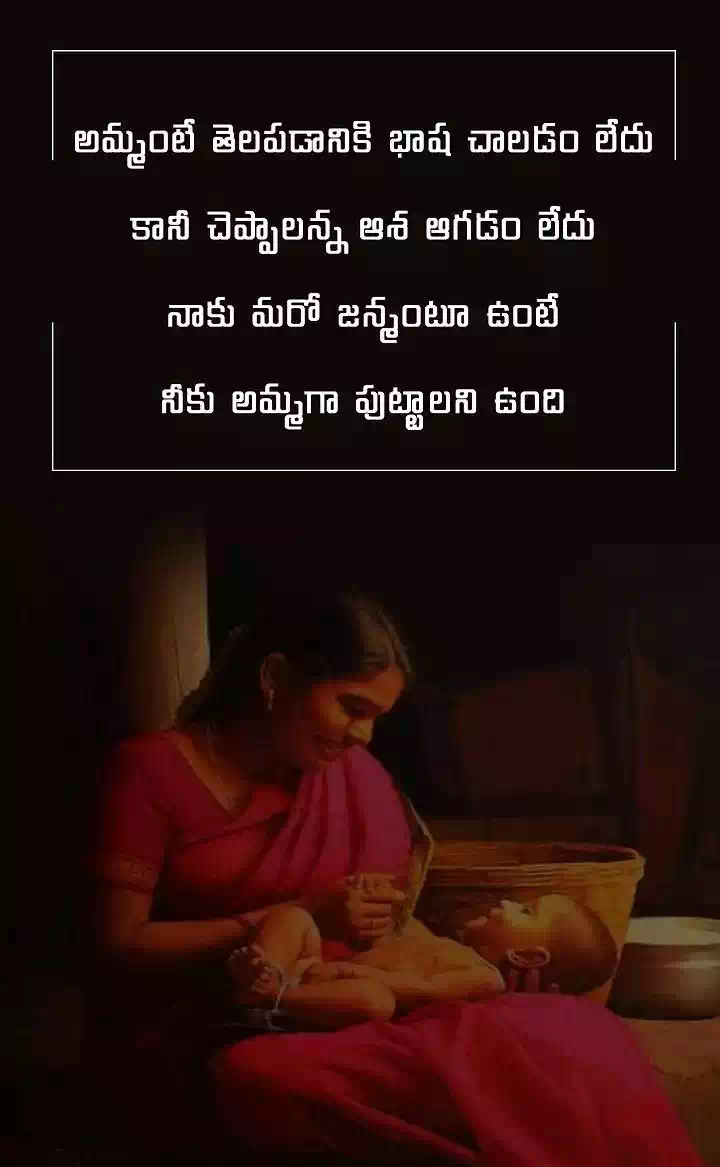 అమ్మంటే తెలపడానికి భాష చాలడం లేదు
కానీ చెప్పాలన్న ఆశ ఆగడం లేదు
నాకు మరో జన్మంటూ ఉంటే
నీకు అమ్మగా పుట్టాలని ఉంది